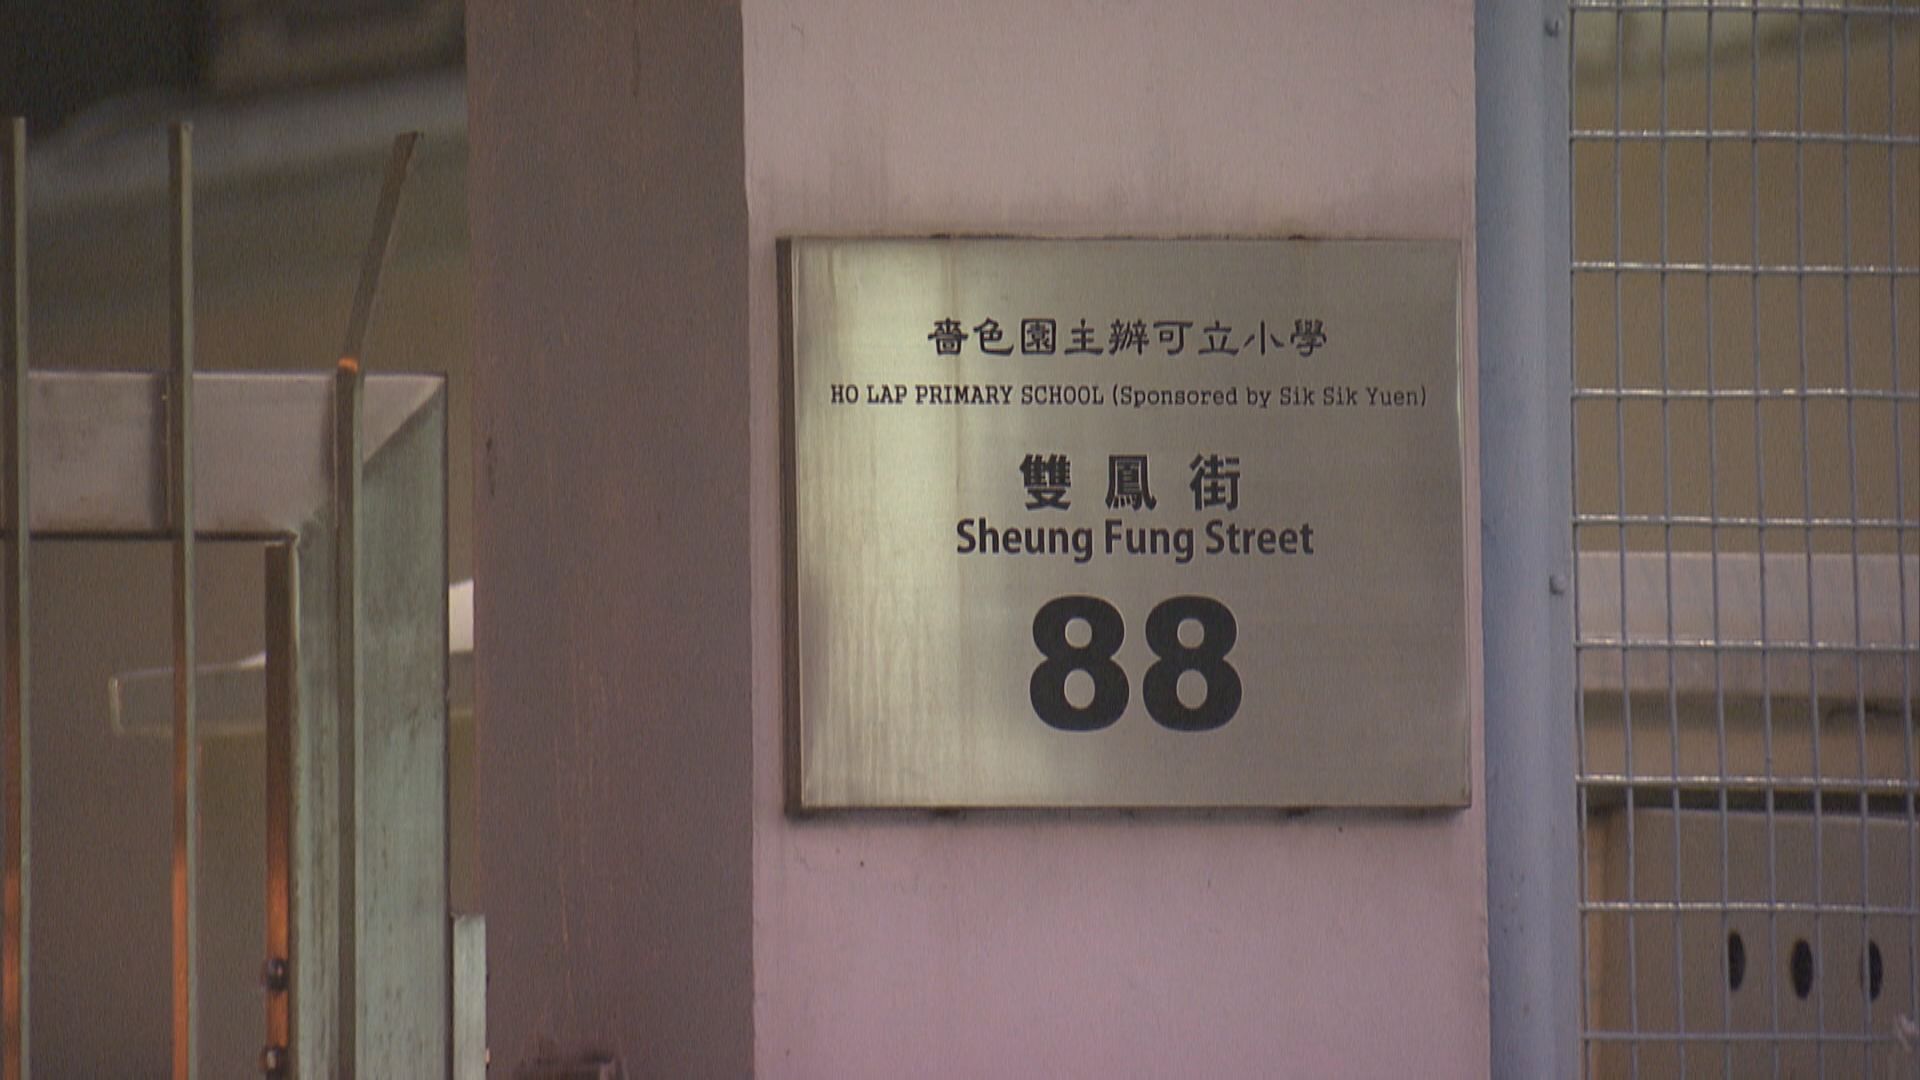 嗇色園主辦可立小學
HO LAP PRIMARY SCHOOL (Sponsored by Sik Sik Yuen)
雙鳳街
Sheung Fung Street
88